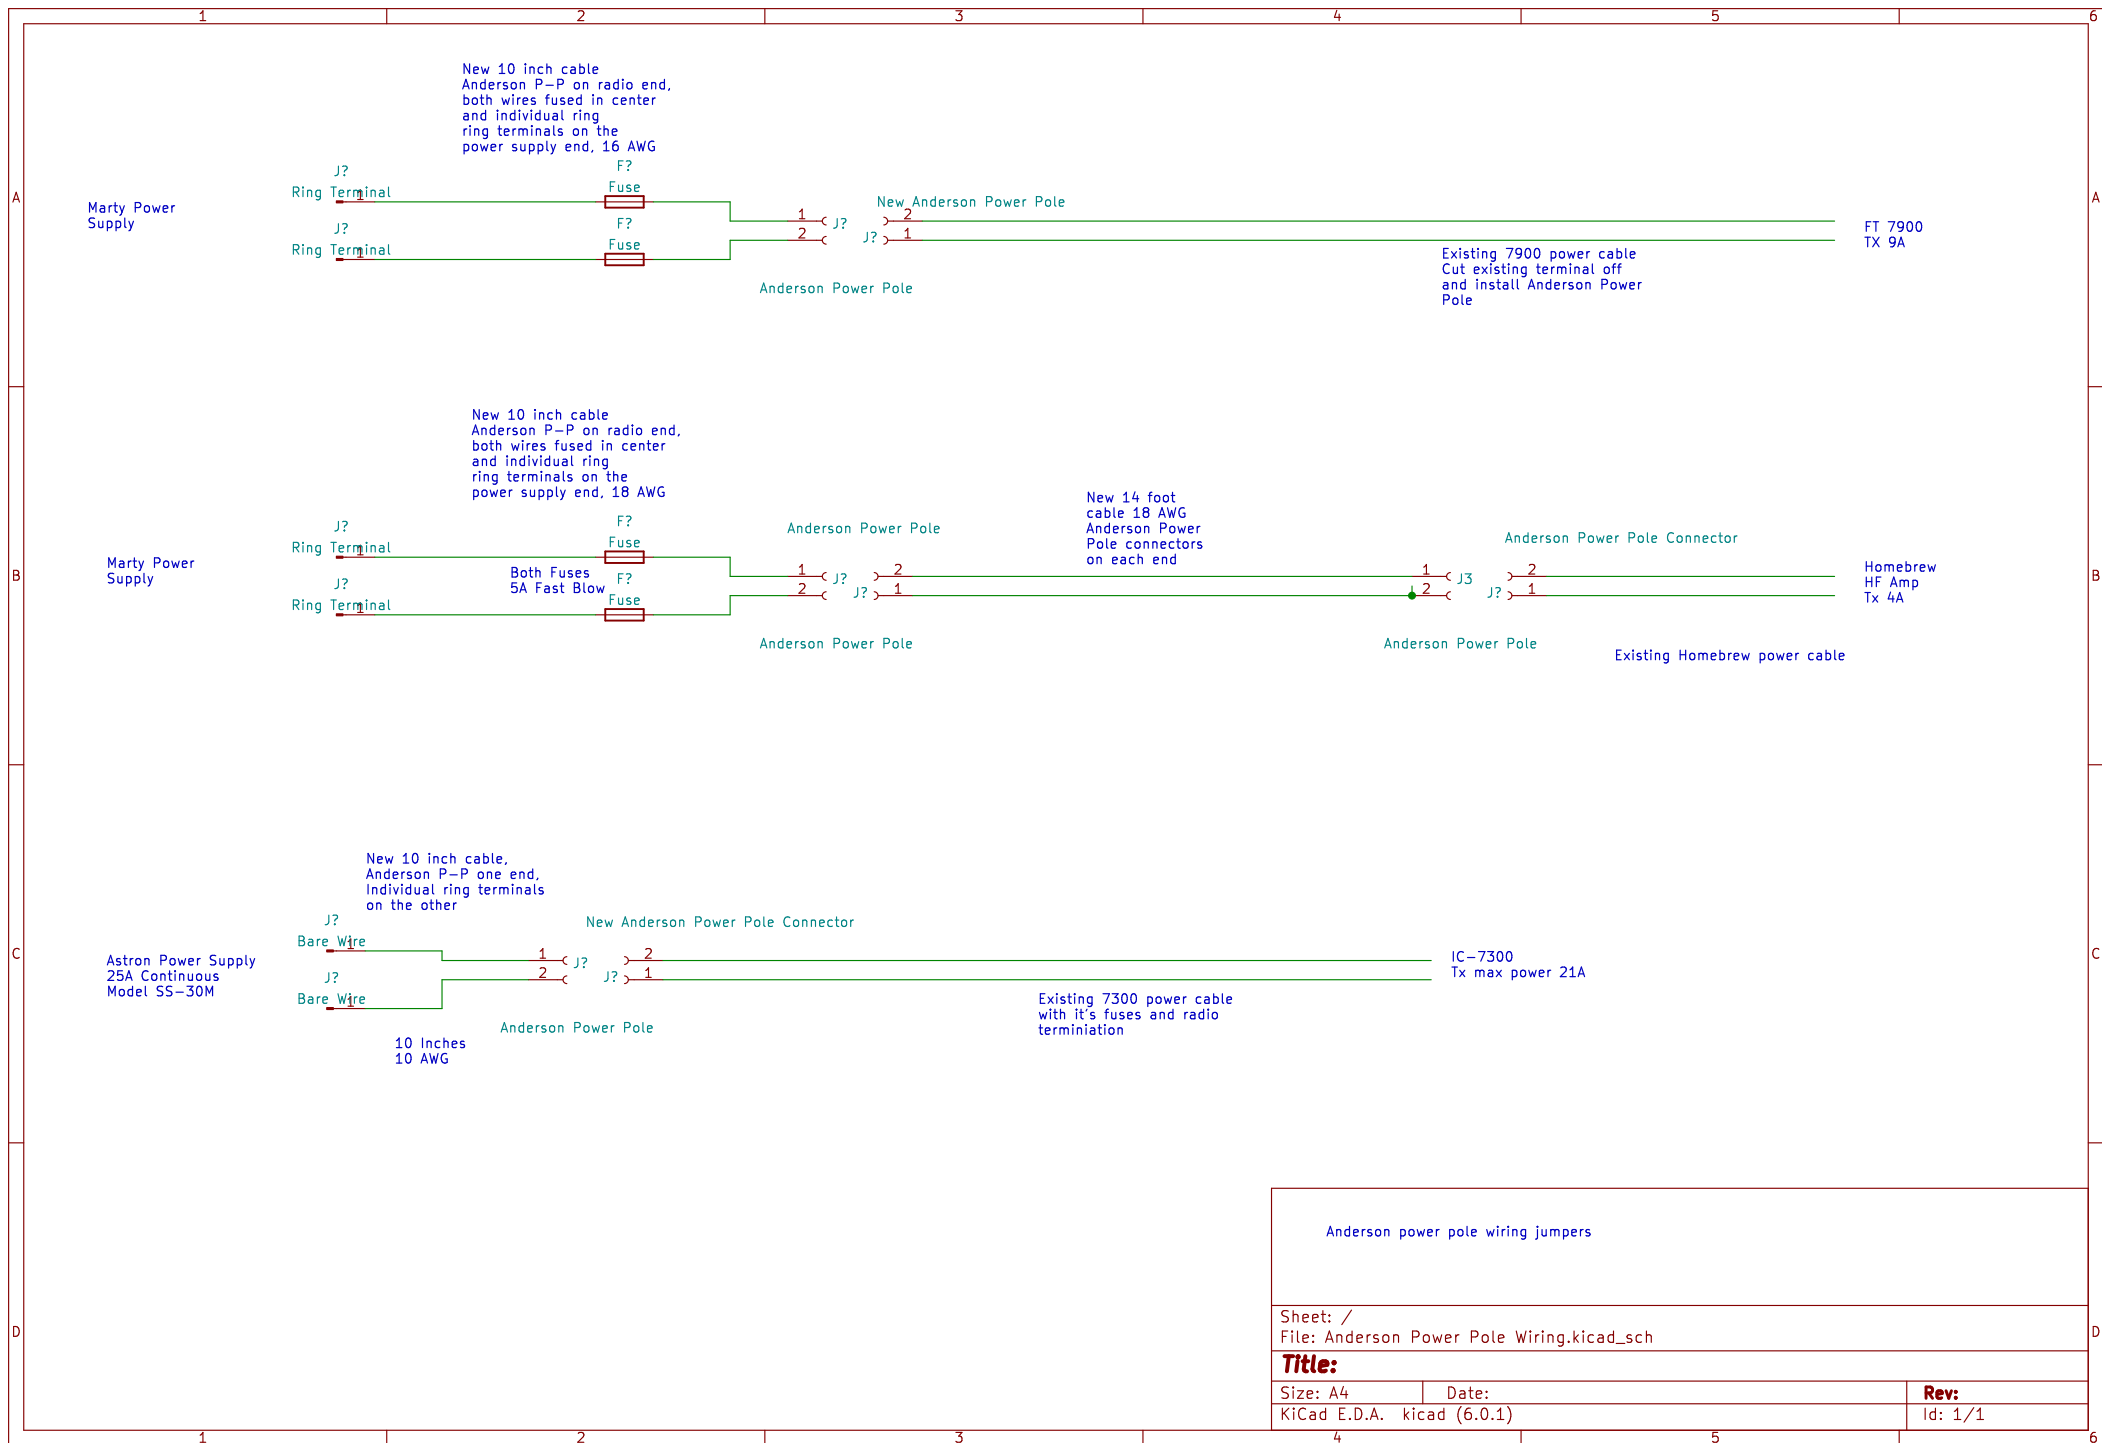 1 2 3 4 5 6
New 10 inch cable
Anderson P-P on radio end,
both wires fused in center
and individual ring
ring terminals on the
power supply end, 16 AWG
J?
Ring Terminal
1
F?
Fuse
A
A
Marty Power
Supply
J?
Ring Terminal
1
F?
Fuse
New Anderson Power Pole
1
2
J?
J?
2
1
FT 7900
TX 9A
Existing 7900 power cable
Cut existing terminal off
and install Anderson Power
Pole
Anderson Power Pole
New 10 inch cable
Anderson P-P on radio end,
both wires fused in center
and individual ring
ring terminals on the
power supply end, 18 AWG
New 14 foot
cable 18 AWG
Anderson Power
Pole connectors
on each end
J?
Ring Terminal
1
F?
Fuse
Anderson Power Pole
Anderson Power Pole Connector
B
B
Marty Power
Supply
Both Fuses
5A Fast Blow
J?
Ring Terminal
1
F?
Fuse
1
2
J?
J?
2
1
1
2
J3
J?
2
1
Homebrew
HF Amp
Tx 4A
Anderson Power Pole
Anderson Power Pole
Existing Homebrew power cable
New 10 inch cable,
Anderson P-P one end,
Individual ring terminals
on the other
J?
Bare Wire
1
New Anderson Power Pole Connector
C
C
Astron Power Supply
25A Continuous
Model SS-30M
J?
Bare Wire
1
1
2
J?
J?
2
1
IC-7300
Tx max power 21A
Existing 7300 power cable
with it's fuses and radio
terminiation
Anderson Power Pole
10 Inches
10 AWG
Anderson power pole wiring jumpers
D
D
Sheet: /
File: Anderson Power Pole Wiring.kicad_sch
Title:
Size: A4 Date: Rev:
KiCad E.D.A. kicad (6.0.1) Id: 1/1
1 2 3 4 5 6